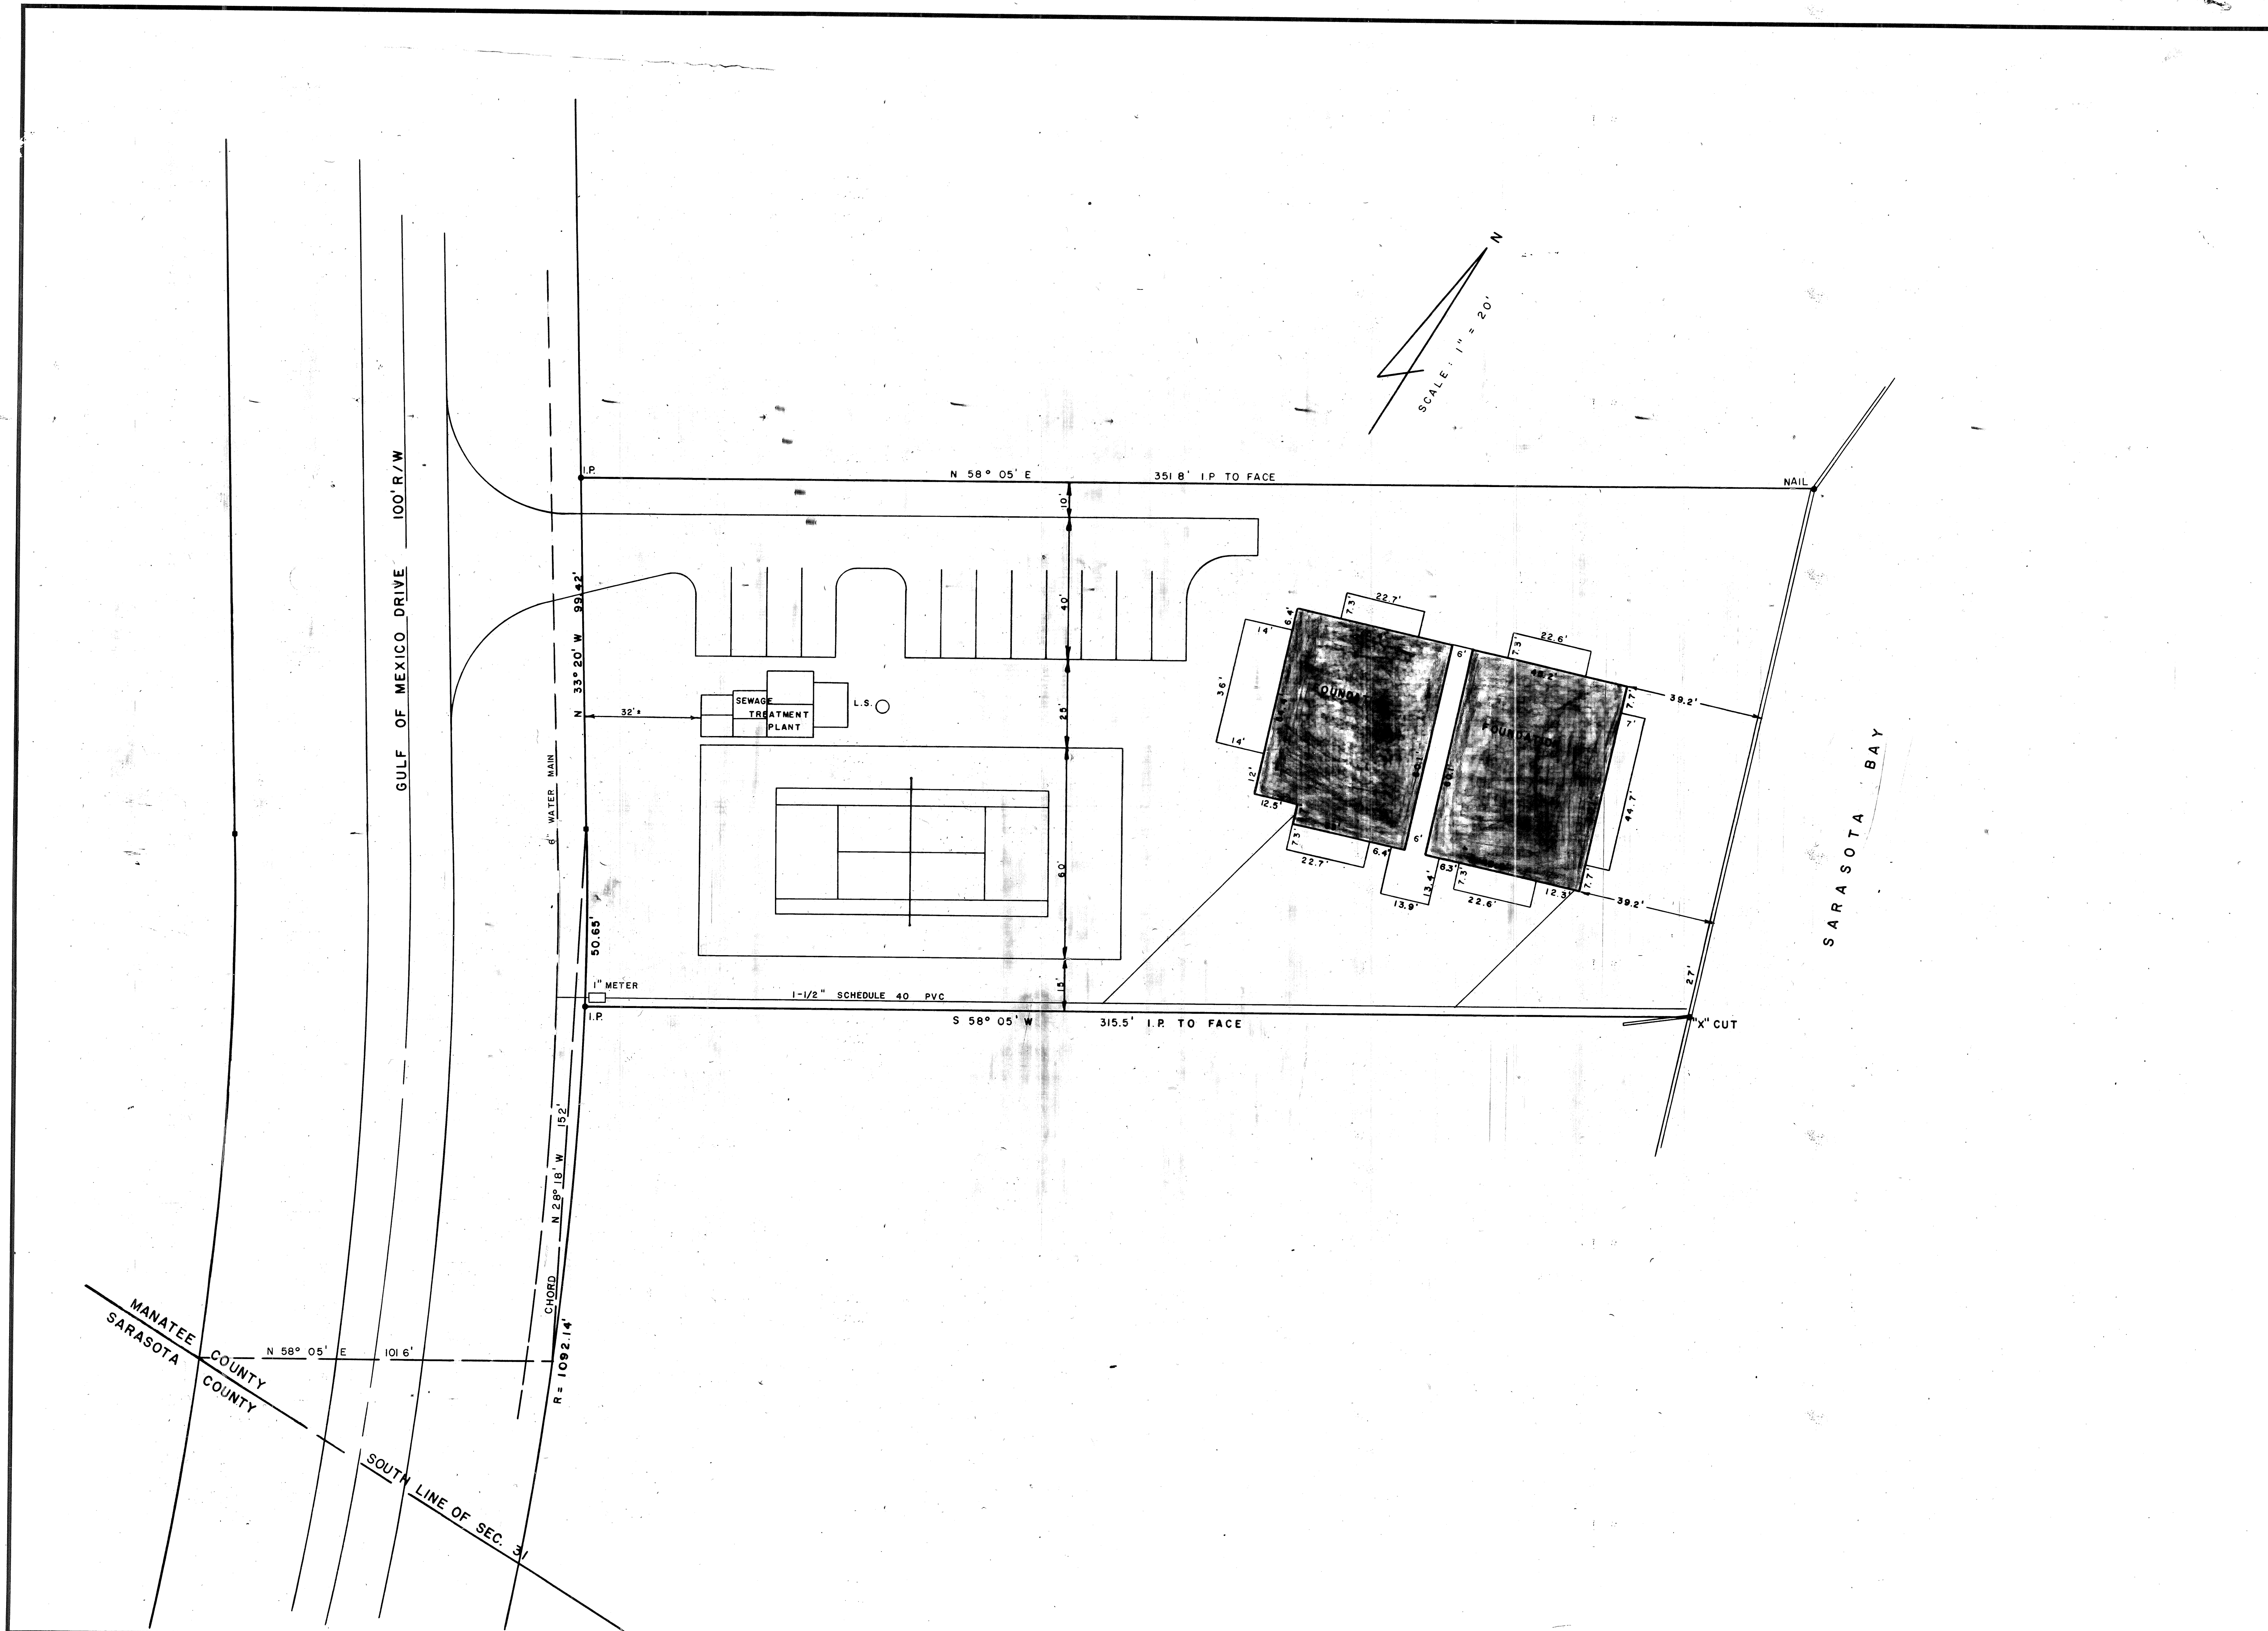 N
SCALE: 1" = 20'
GULF OF MEXICO DRIVE 100' R/W
I.P.
N 58° 05' E 351 8' I.P. TO FACE
NAIL
10'
N 33° 20' W 99.42'
40'
SEWAGE
TREATMENT
PLANT
L.S.
32'±
25'
6" WATER MAIN
60'
50.65'
1" METER
1-1/2" SCHEDULE 40 PVC
15'
I.P.
S 58° 05' W 315.5' I.P. TO FACE
"X" CUT
27'
22.7'
7.3'
6.4'
14'
36'
14'
12'
12.5'
7.3'
22.7'
6.4'
13.4'
13.9'
6'
6'
80.1'
80.1'
22.6'
7.3'
7.7'
7'
44.7'
7.7'
12.3'
22.6'
7.3'
6.3'
39.2'
39.2'
FOUNDATION
SARASOTA BAY
CHORD N 28° 18' W 152'
R = 1092.14'
N 58° 05' E 101 6'
MANATEE COUNTY
SARASOTA COUNTY
SOUTH LINE OF SEC. 31